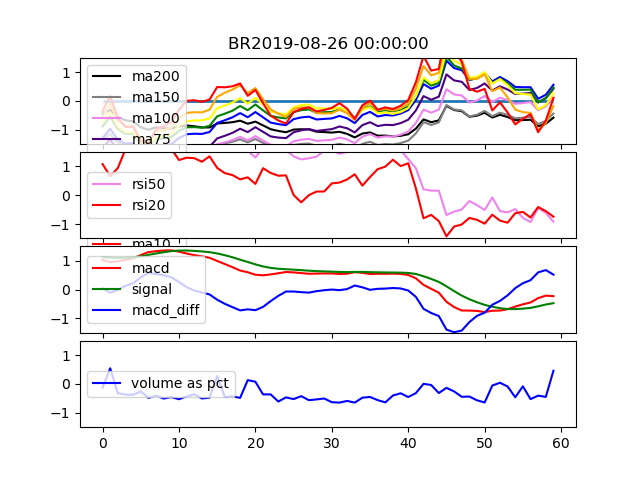 BR2019-08-26 00:00:00
1
0
−1
ma200
ma150
ma100
ma75
1
0
−1
rsi50
rsi20
ma10
1
0
−1
macd
signal
macd_diff
1
0
−1
volume as pct
0 10 20 30 40 50 60